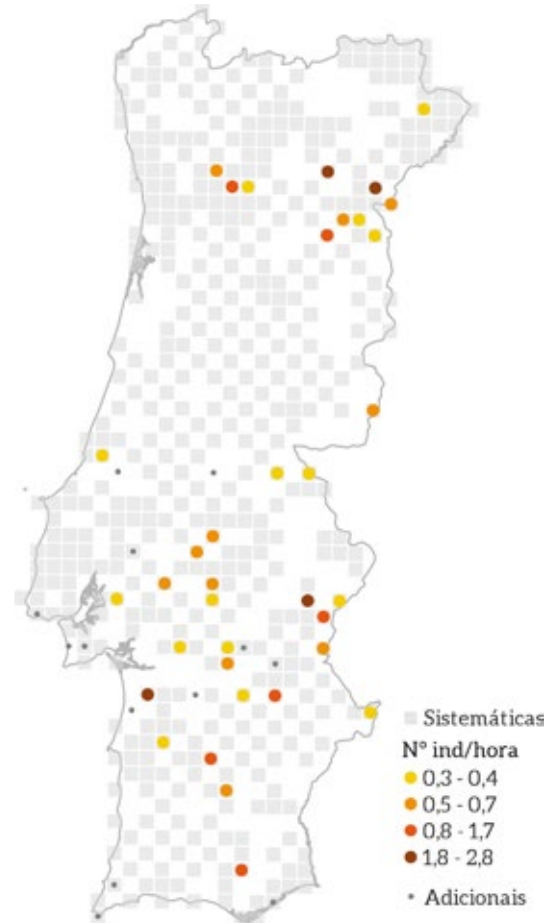 Sistemáticas
N° ind/hora
0,3 - 0,4
0,5 - 0,7
0,8 - 1,7
1,8 - 2,8
Adicionais